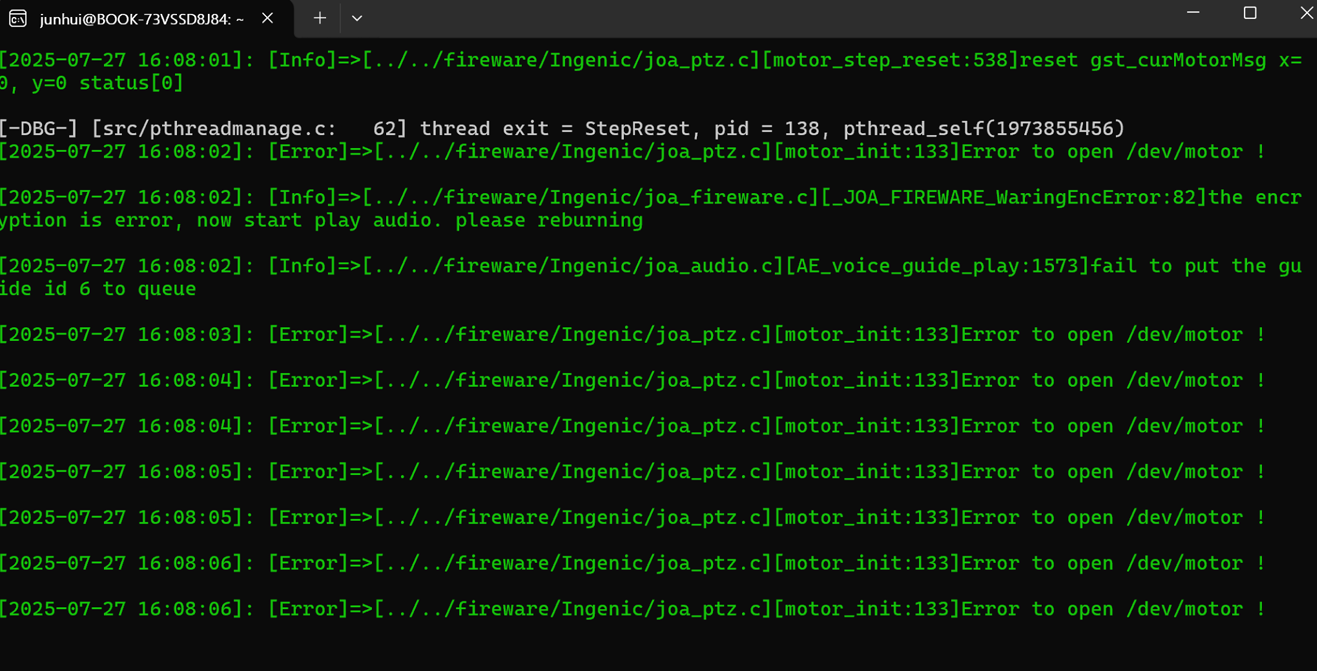 junhui@BOOK-73VSSD8J84: ~
[2025-07-27 16:08:01]: [Info]=>[../../fireware/Ingenic/joa_ptz.c][motor_step_reset:538]reset gst_curMotorMsg x=
0, y=0 status[0]
[-DBG-] [src/pthreadmanage.c:   62] thread exit = StepReset, pid = 138, pthread_self(1973855456)
[2025-07-27 16:08:02]: [Error]=>[../../fireware/Ingenic/joa_ptz.c][motor_init:133]Error to open /dev/motor !
[2025-07-27 16:08:02]: [Info]=>[../../fireware/Ingenic/joa_fireware.c][_JOA_FIREWARE_WaringEncError:82]the encr
yption is error, now start play audio. please reburning
[2025-07-27 16:08:02]: [Info]=>[../../fireware/Ingenic/joa_audio.c][AE_voice_guide_play:1573]fail to put the gu
ide id 6 to queue
[2025-07-27 16:08:03]: [Error]=>[../../fireware/Ingenic/joa_ptz.c][motor_init:133]Error to open /dev/motor !
[2025-07-27 16:08:04]: [Error]=>[../../fireware/Ingenic/joa_ptz.c][motor_init:133]Error to open /dev/motor !
[2025-07-27 16:08:04]: [Error]=>[../../fireware/Ingenic/joa_ptz.c][motor_init:133]Error to open /dev/motor !
[2025-07-27 16:08:05]: [Error]=>[../../fireware/Ingenic/joa_ptz.c][motor_init:133]Error to open /dev/motor !
[2025-07-27 16:08:05]: [Error]=>[../../fireware/Ingenic/joa_ptz.c][motor_init:133]Error to open /dev/motor !
[2025-07-27 16:08:06]: [Error]=>[../../fireware/Ingenic/joa_ptz.c][motor_init:133]Error to open /dev/motor !
[2025-07-27 16:08:06]: [Error]=>[../../fireware/Ingenic/joa_ptz.c][motor_init:133]Error to open /dev/motor !